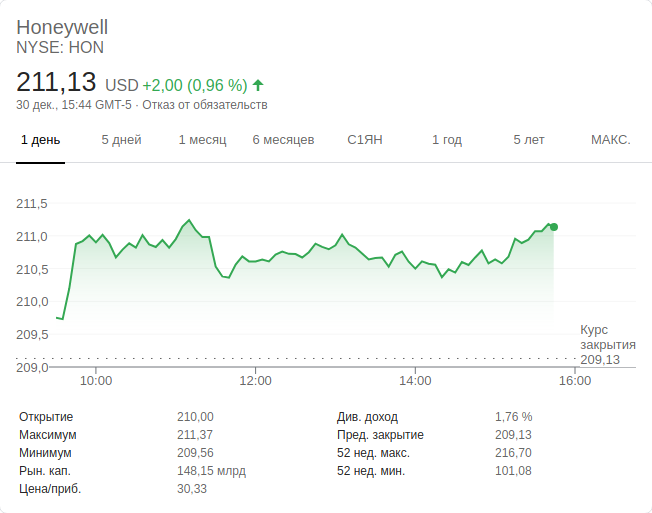 Honeywell
NYSE: HON
211,13 USD +2,00 (0,96 %)
30 дек., 15:44 GMT-5 · Отказ от обязательств
1 день 5 дней 1 месяц 6 месяцев С1ЯН 1 год 5 лет МАКС.
211,5
211,0
210,5
210,0
209,5
209,0
Курс
закрытия
209,13
10:00 12:00 14:00 16:00
Открытие 210,00 Див. доход 1,76 %
Максимум 211,37 Пред. закрытие 209,13
Минимум 209,56 52 нед. макс. 216,70
Рын. кап. 148,15 млрд 52 нед. мин. 101,08
Цена/приб. 30,33